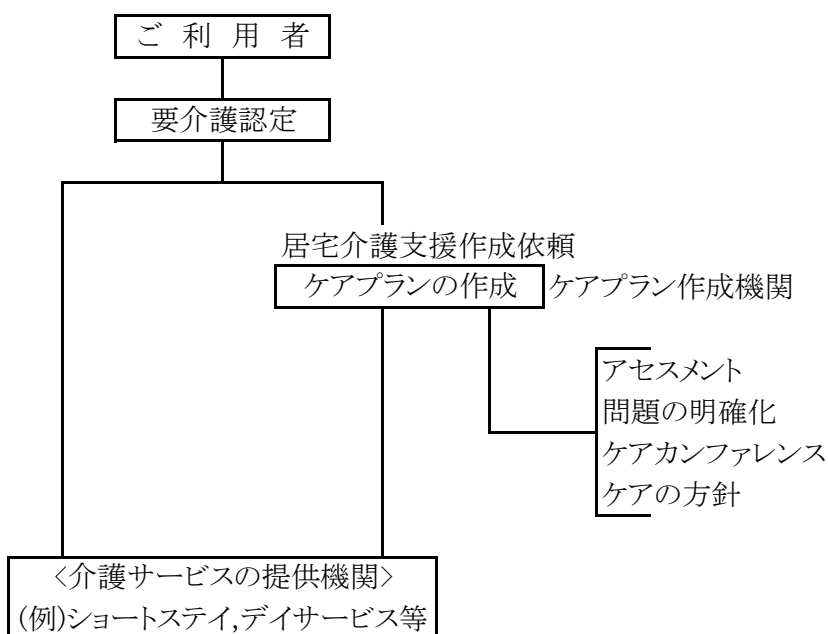 ご利用者
要介護認定
居宅介護支援作成依頼
ケアプランの作成 ケアプラン作成機関
アセスメント
問題の明確化
ケアカンファレンス
ケアの方針
<介護サービスの提供機関>
(例)ショートステイ,デイサービス等